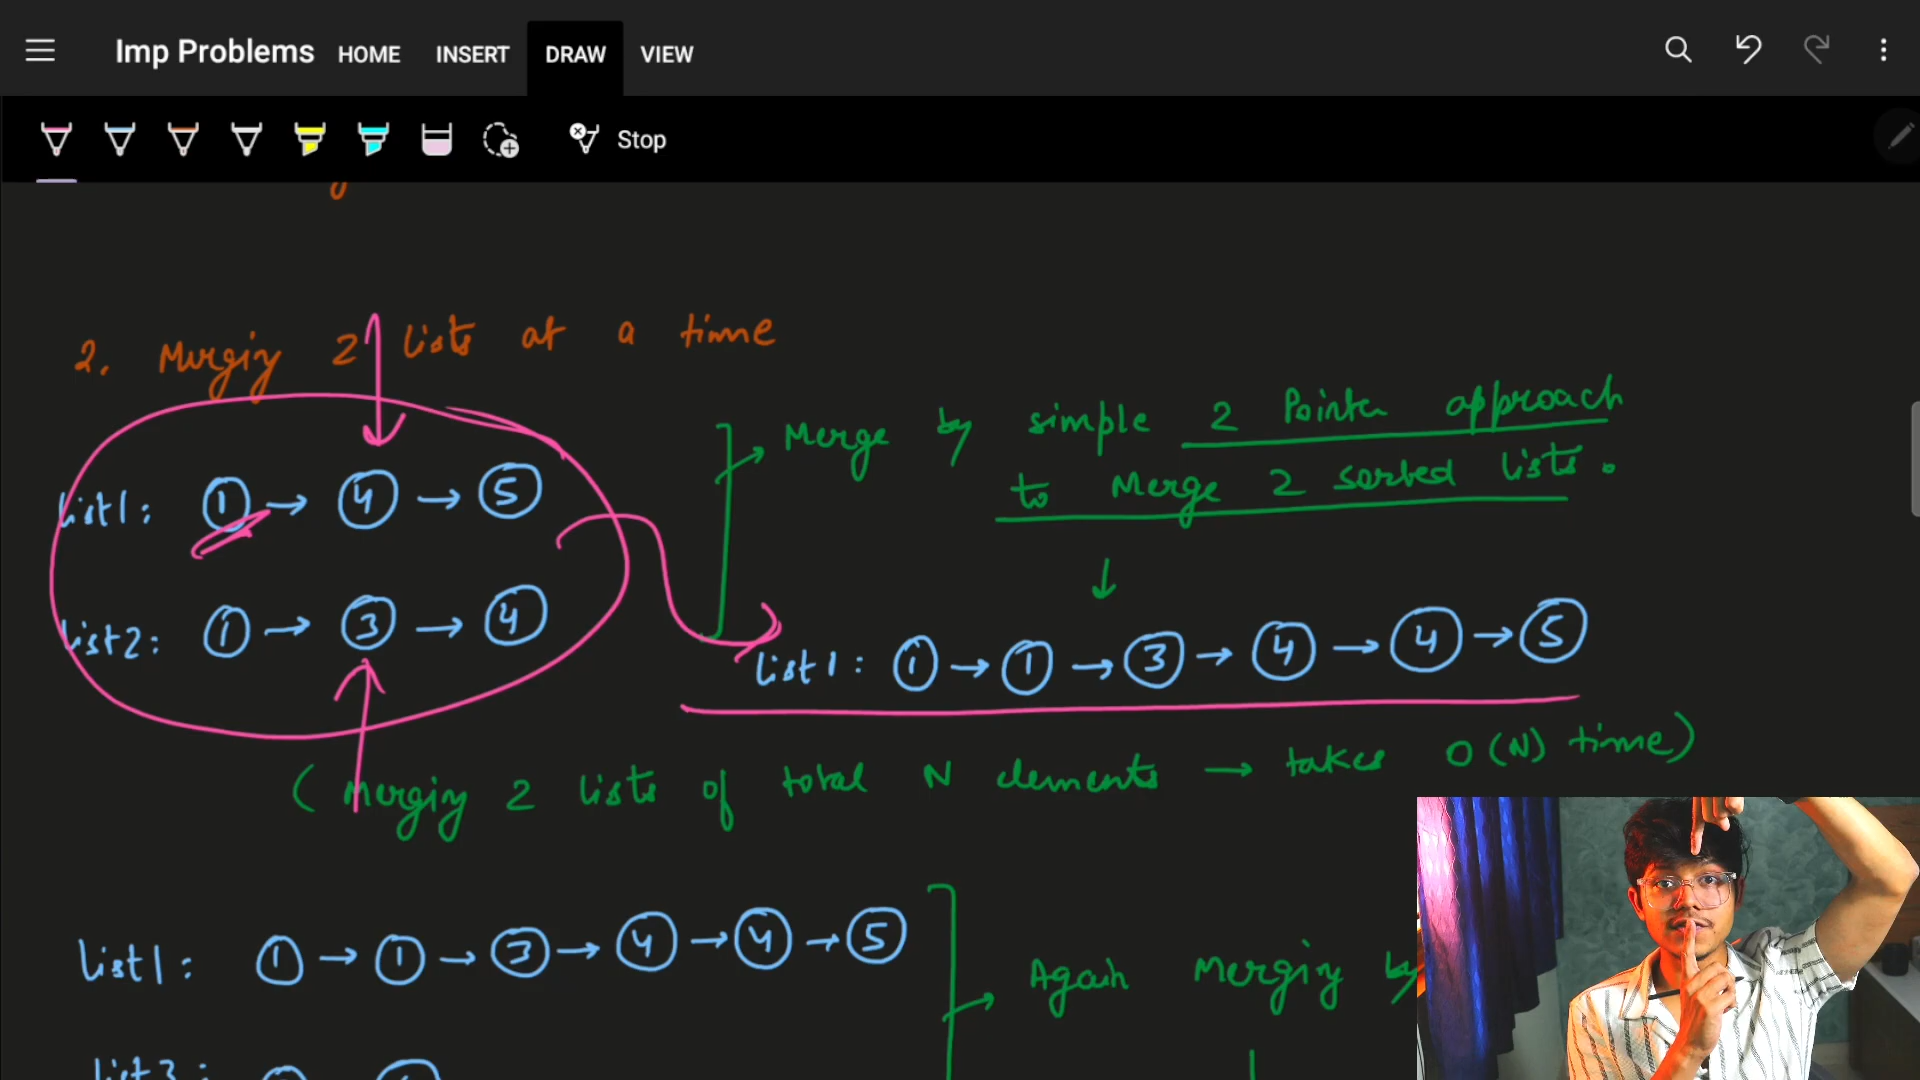 Imp Problems HOME INSERT DRAW VIEW
Stop
2. Merging 2 lists at a time
Merge by simple 2 Pointer approach
to Merge 2 sorted lists.
list1: 1 → 4 → 5
list2: 1 → 3 → 4
↓
list1: 1 → 1 → 3 → 4 → 4 → 5
(Merging 2 lists of total N elements → takes O(N) time)
list1: 1 → 1 → 3 → 4 → 4 → 5
Again Merging by
list3: